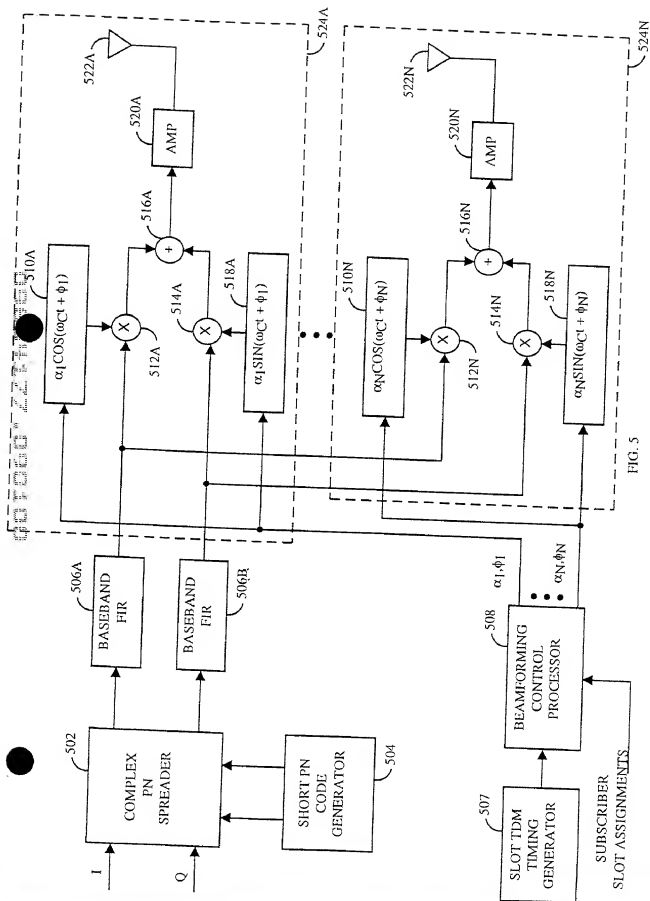 I
Q
502
COMPLEX
PN
SPREADER
SHORT PN
CODE
GENERATOR
504
506A
BASEBAND
FIR
BASEBAND
FIR
506B
507
SLOT TDM
TIMING
GENERATOR
SUBSCRIBER
SLOT ASSIGNMENTS
508
BEAMFORMING
CONTROL
PROCESSOR
α1,ϕ1
αN,ϕN
510A
α1COS(ωCt + ϕ1)
X
512A
514A
X
518A
α1SIN(ωCt + ϕ1)
516A
+
520A
AMP
522A
524A
510N
αNCOS(ωCt + ϕN)
X
512N
514N
X
518N
αNSIN(ωCt + ϕN)
516N
+
520N
AMP
522N
524N
FIG. 5